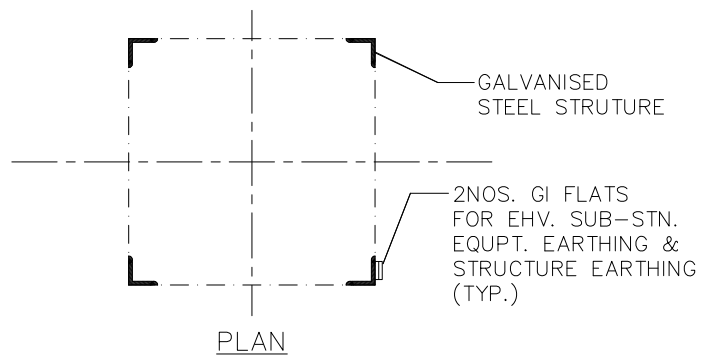 GALVANISED
STEEL STRUTURE
2NOS. GI FLATS
FOR EHV. SUB-STN.
EQUPT. EARTHING &
STRUCTURE EARTHING
(TYP.)
PLAN